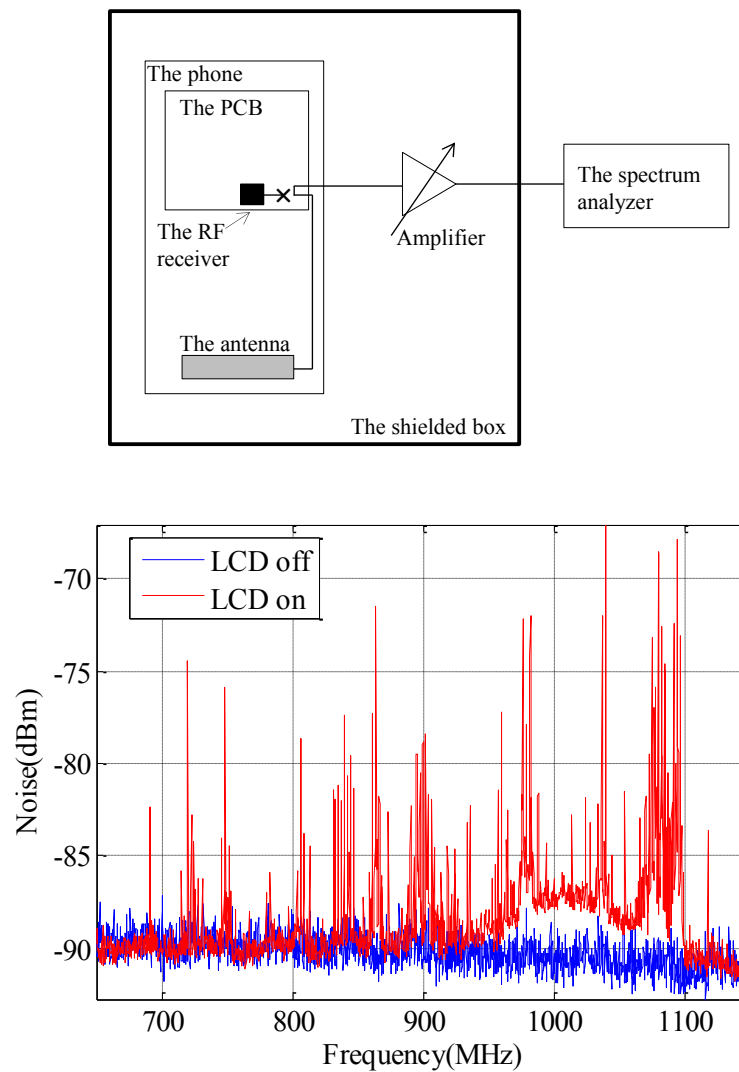 The phone
The PCB
The RF
receiver
The antenna
Amplifier
The spectrum
analyzer
The shielded box
LCD off
LCD on
-70
-75
-80
-85
-90
Noise(dBm)
700
800
900
1000
1100
Frequency(MHz)